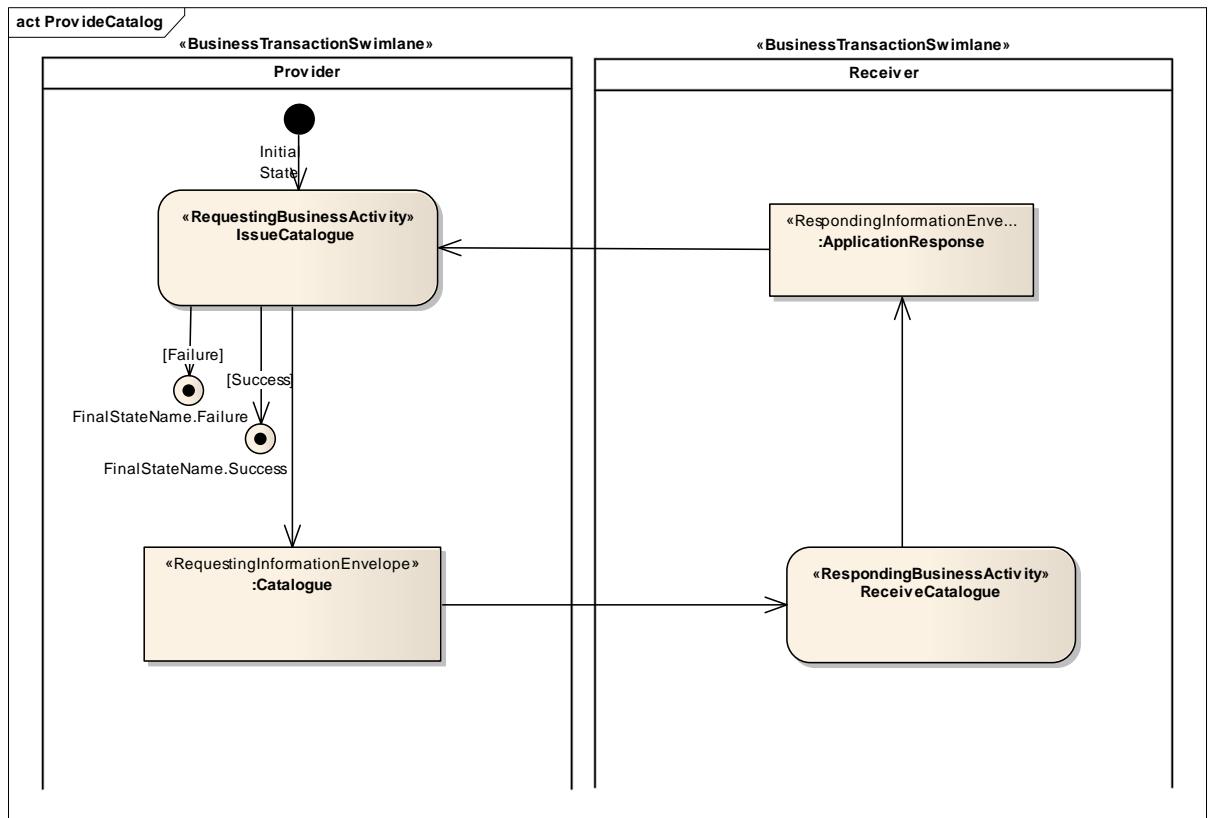 act ProvideCatalog
«BusinessTransactionSwimlane»
Provider
Initial
State
«RequestingBusinessActivity»
IssueCatalogue
[Failure]
[Success]
FinalStateName.Failure
FinalStateName.Success
«RequestingInformationEnvelope»
:Catalogue
«BusinessTransactionSwimlane»
Receiver
«RespondingInformationEnve...
:ApplicationResponse
«RespondingBusinessActivity»
ReceiveCatalogue